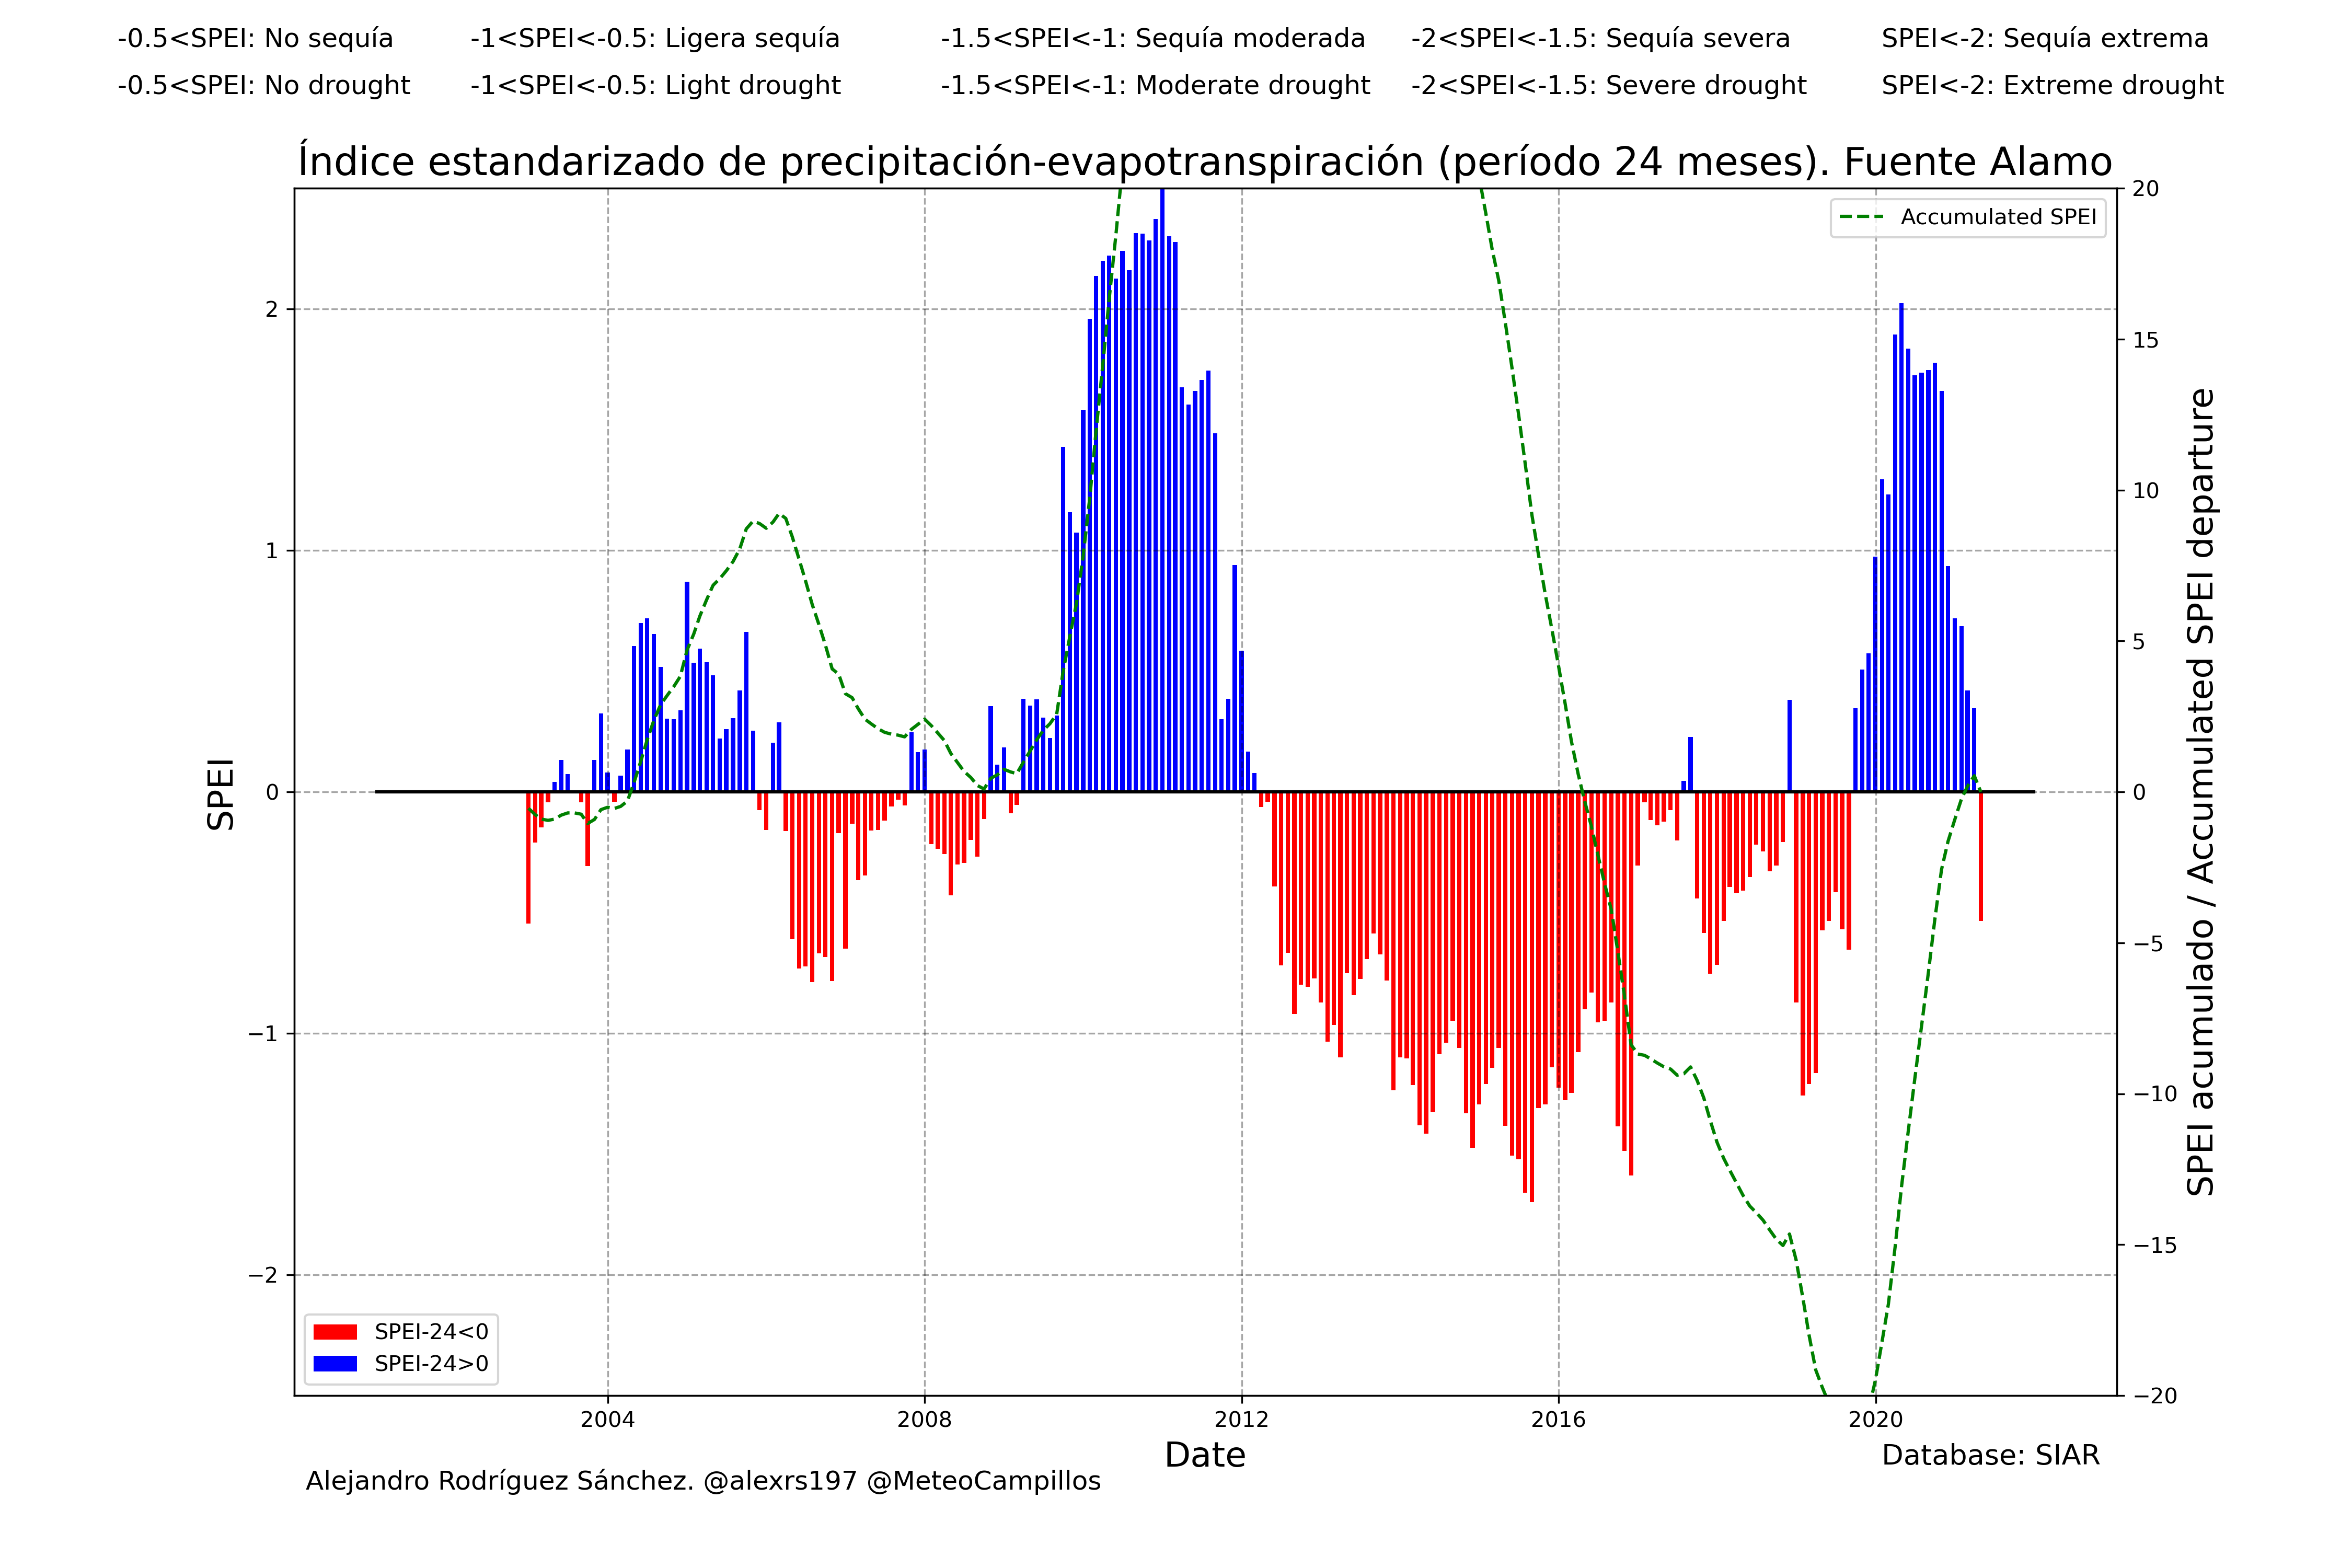 -0.5<SPEI: No sequía -1<SPEI<-0.5: Ligera sequía -1.5<SPEI<-1: Sequía moderada -2<SPEI<-1.5: Sequía severa SPEI<-2: Sequía extrema
-0.5<SPEI: No drought -1<SPEI<-0.5: Light drought -1.5<SPEI<-1: Moderate drought -2<SPEI<-1.5: Severe drought SPEI<-2: Extreme drought
Índice estandarizado de precipitación-evapotranspiración (período 24 meses). Fuente Alamo
Accumulated SPEI
SPEI
2
1
0
−1
−2
20
15
10
5
0
−5
−10
−15
−20
SPEI acumulado / Accumulated SPEI departure
SPEI-24<0
SPEI-24>0
2004 2008 2012 2016 2020
Date
Database: SIAR
Alejandro Rodríguez Sánchez. @alexrs197 @MeteoCampillos